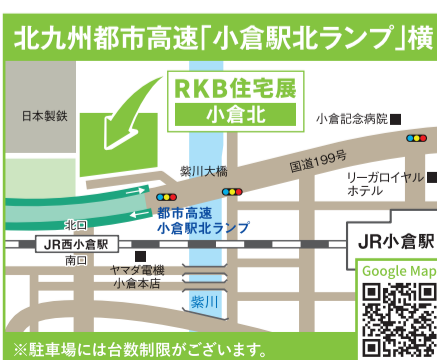 北九州都市高速「小倉駅北ランプ」横
RKB住宅展
小倉北
日本製鉄
小倉記念病院
紫川大橋
国道199号
リーガロイヤル
ホテル
都市高速
小倉駅北ランプ
北口
JR西小倉駅
南口
JR小倉駅
ヤマダ電機
小倉本店
紫川
Google Map
※駐車場には台数制限がございます。